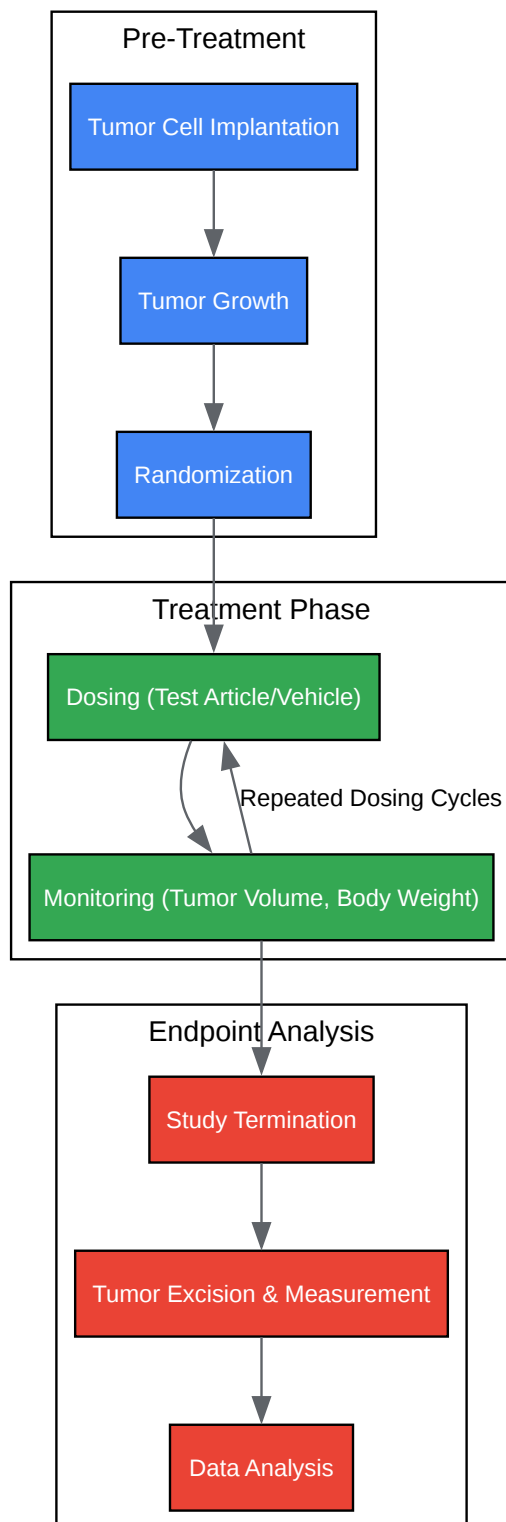 Pre-Treatment
Tumor Cell Implantation
Tumor Growth
Randomization
Treatment Phase
Dosing (Test Article/Vehicle)
Repeated Dosing Cycles
Monitoring (Tumor Volume, Body Weight)
Endpoint Analysis
Study Termination
Tumor Excision & Measurement
Data Analysis